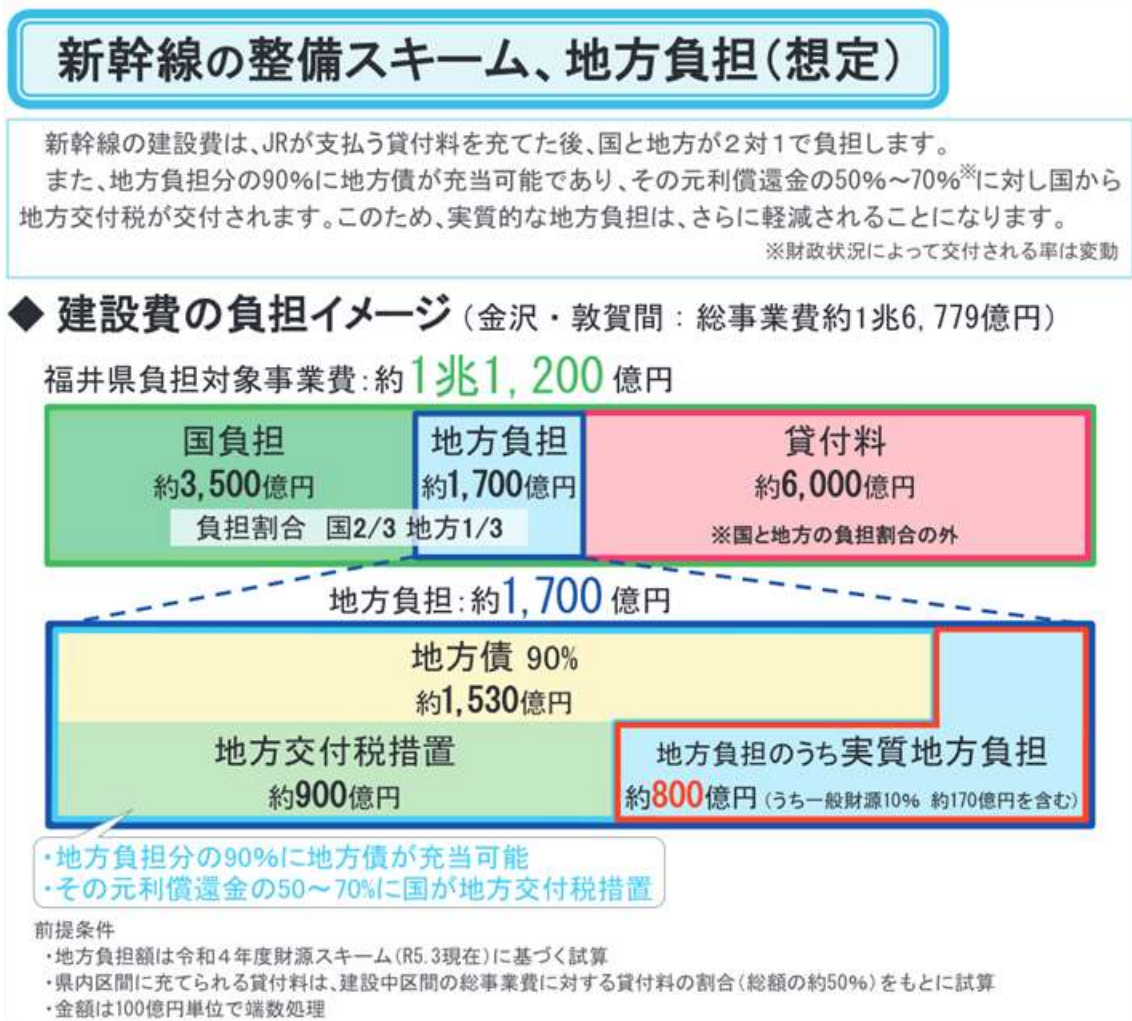 新幹線の整備スキーム、地方負担(想定)
新幹線の建設費は、JRが支払う貸付料を充てた後、国と地方が2対1で負担します。
また、地方負担分の90%に地方債が充当可能であり、その元利償還金の50%～70%※に対し国から
地方交付税が交付されます。このため、実質的な地方負担は、さらに軽減されることになります。
※財政状況によって交付される率は変動
◆ 建設費の負担イメージ(金沢・敦賀間：総事業費約1兆6,779億円)
福井県負担対象事業費:約1兆1,200億円
国負担
約3,500億円
地方負担
約1,700億円
負担割合 国2/3 地方1/3
貸付料
約6,000億円
※国と地方の負担割合の外
地方負担:約1,700億円
地方債 90%
約1,530億円
地方交付税措置
約900億円
地方負担のうち実質地方負担
約800億円(うち一般財源10% 約170億円を含む)
・地方負担分の90%に地方債が充当可能
・その元利償還金の50～70%に国が地方交付税措置
前提条件
・地方負担額は令和4年度財源スキーム(R5.3現在)に基づく試算
・県内区間に充てられる貸付料は、建設中区間の総事業費に対する貸付料の割合(総額の約50%)をもとに試算
・金額は100億円単位で端数処理